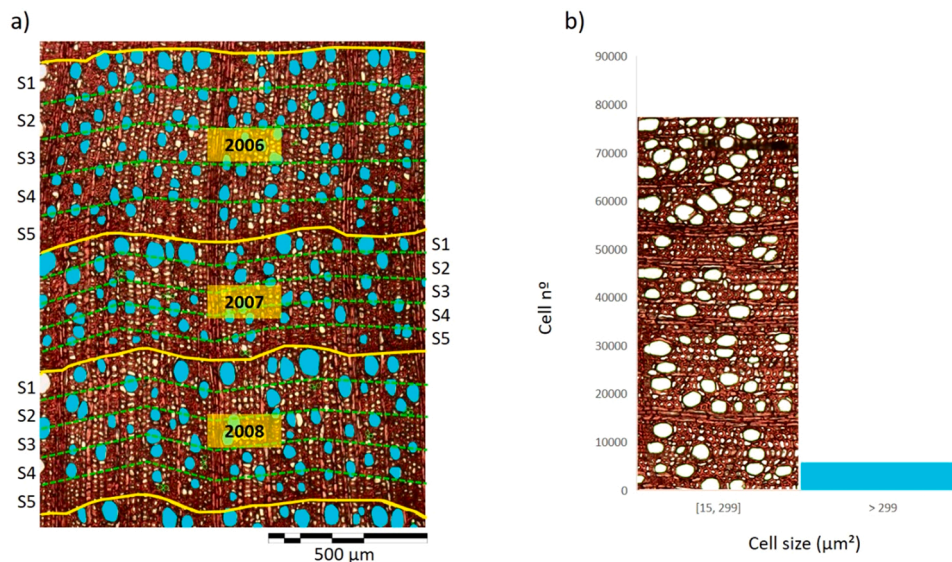 a)
S1
S2
S3
S4
S5
2006
S1
S2
S3
S4
S5
2007
S1
S2
S3
S4
S5
2008
500 µm
b)
90000
80000
70000
60000
50000
40000
30000
20000
10000
0
Cell nº
[15, 299]
> 299
Cell size (µm²)